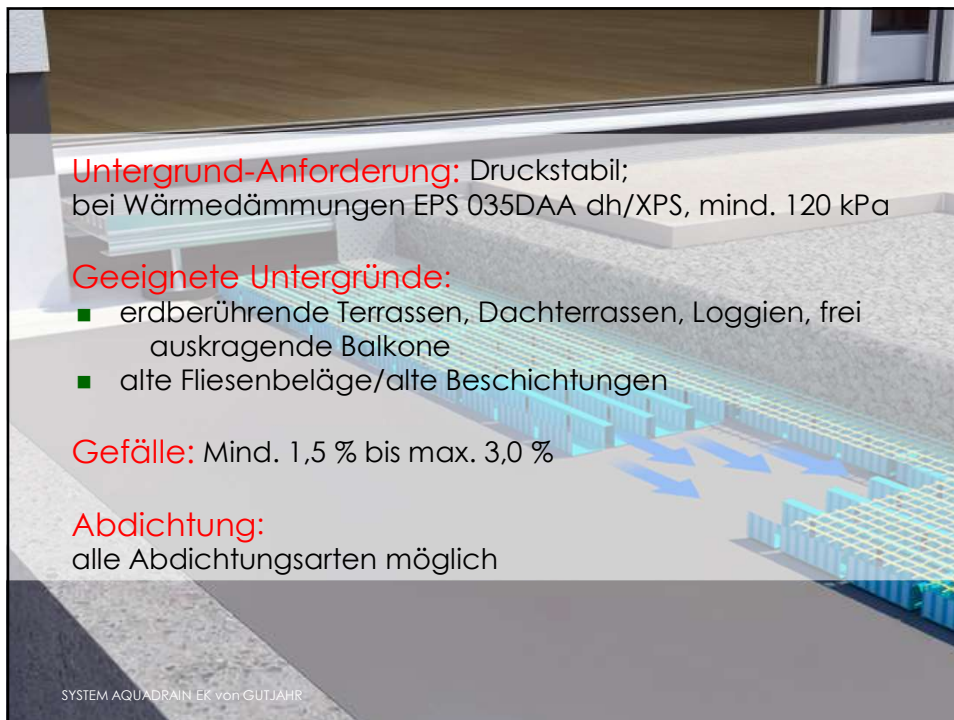 Untergrund-Anforderung: Druckstabil;
bei Wärmedämmungen EPS 035DAA dh/XPS, mind. 120 kPa
Geeignete Untergründe:
■ erdberührende Terrassen, Dachterrassen, Loggien, frei
auskragende Balkone
■ alte Fliesenbeläge/alte Beschichtungen
Gefälle: Mind. 1,5 % bis max. 3,0 %
Abdichtung:
alle Abdichtungsarten möglich
SYSTEM AQUADRAIN EK von GUTJAHR